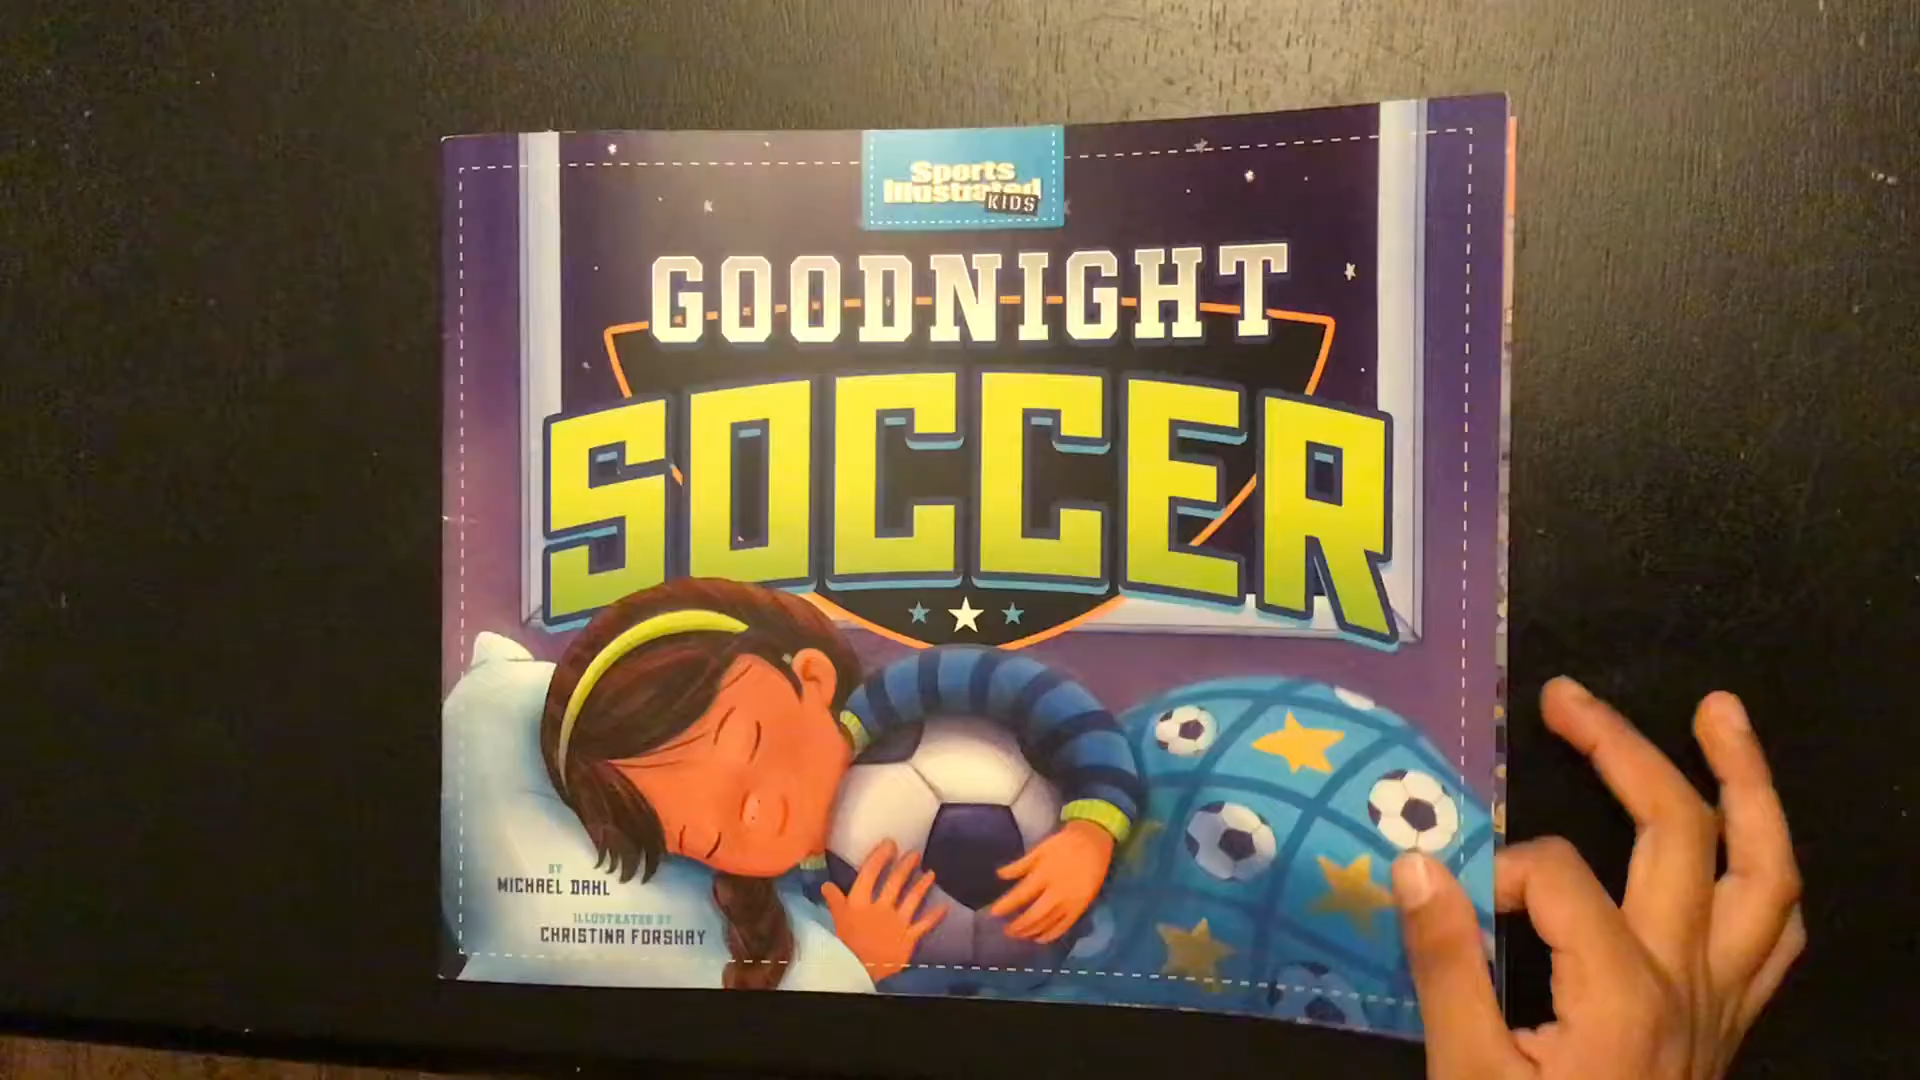 Sports
Illustrated
KIDS
GOODNIGHT
SOCCER
BY
MICHAEL DAHL
ILLUSTRATED BY
CHRISTINA FORSHAY